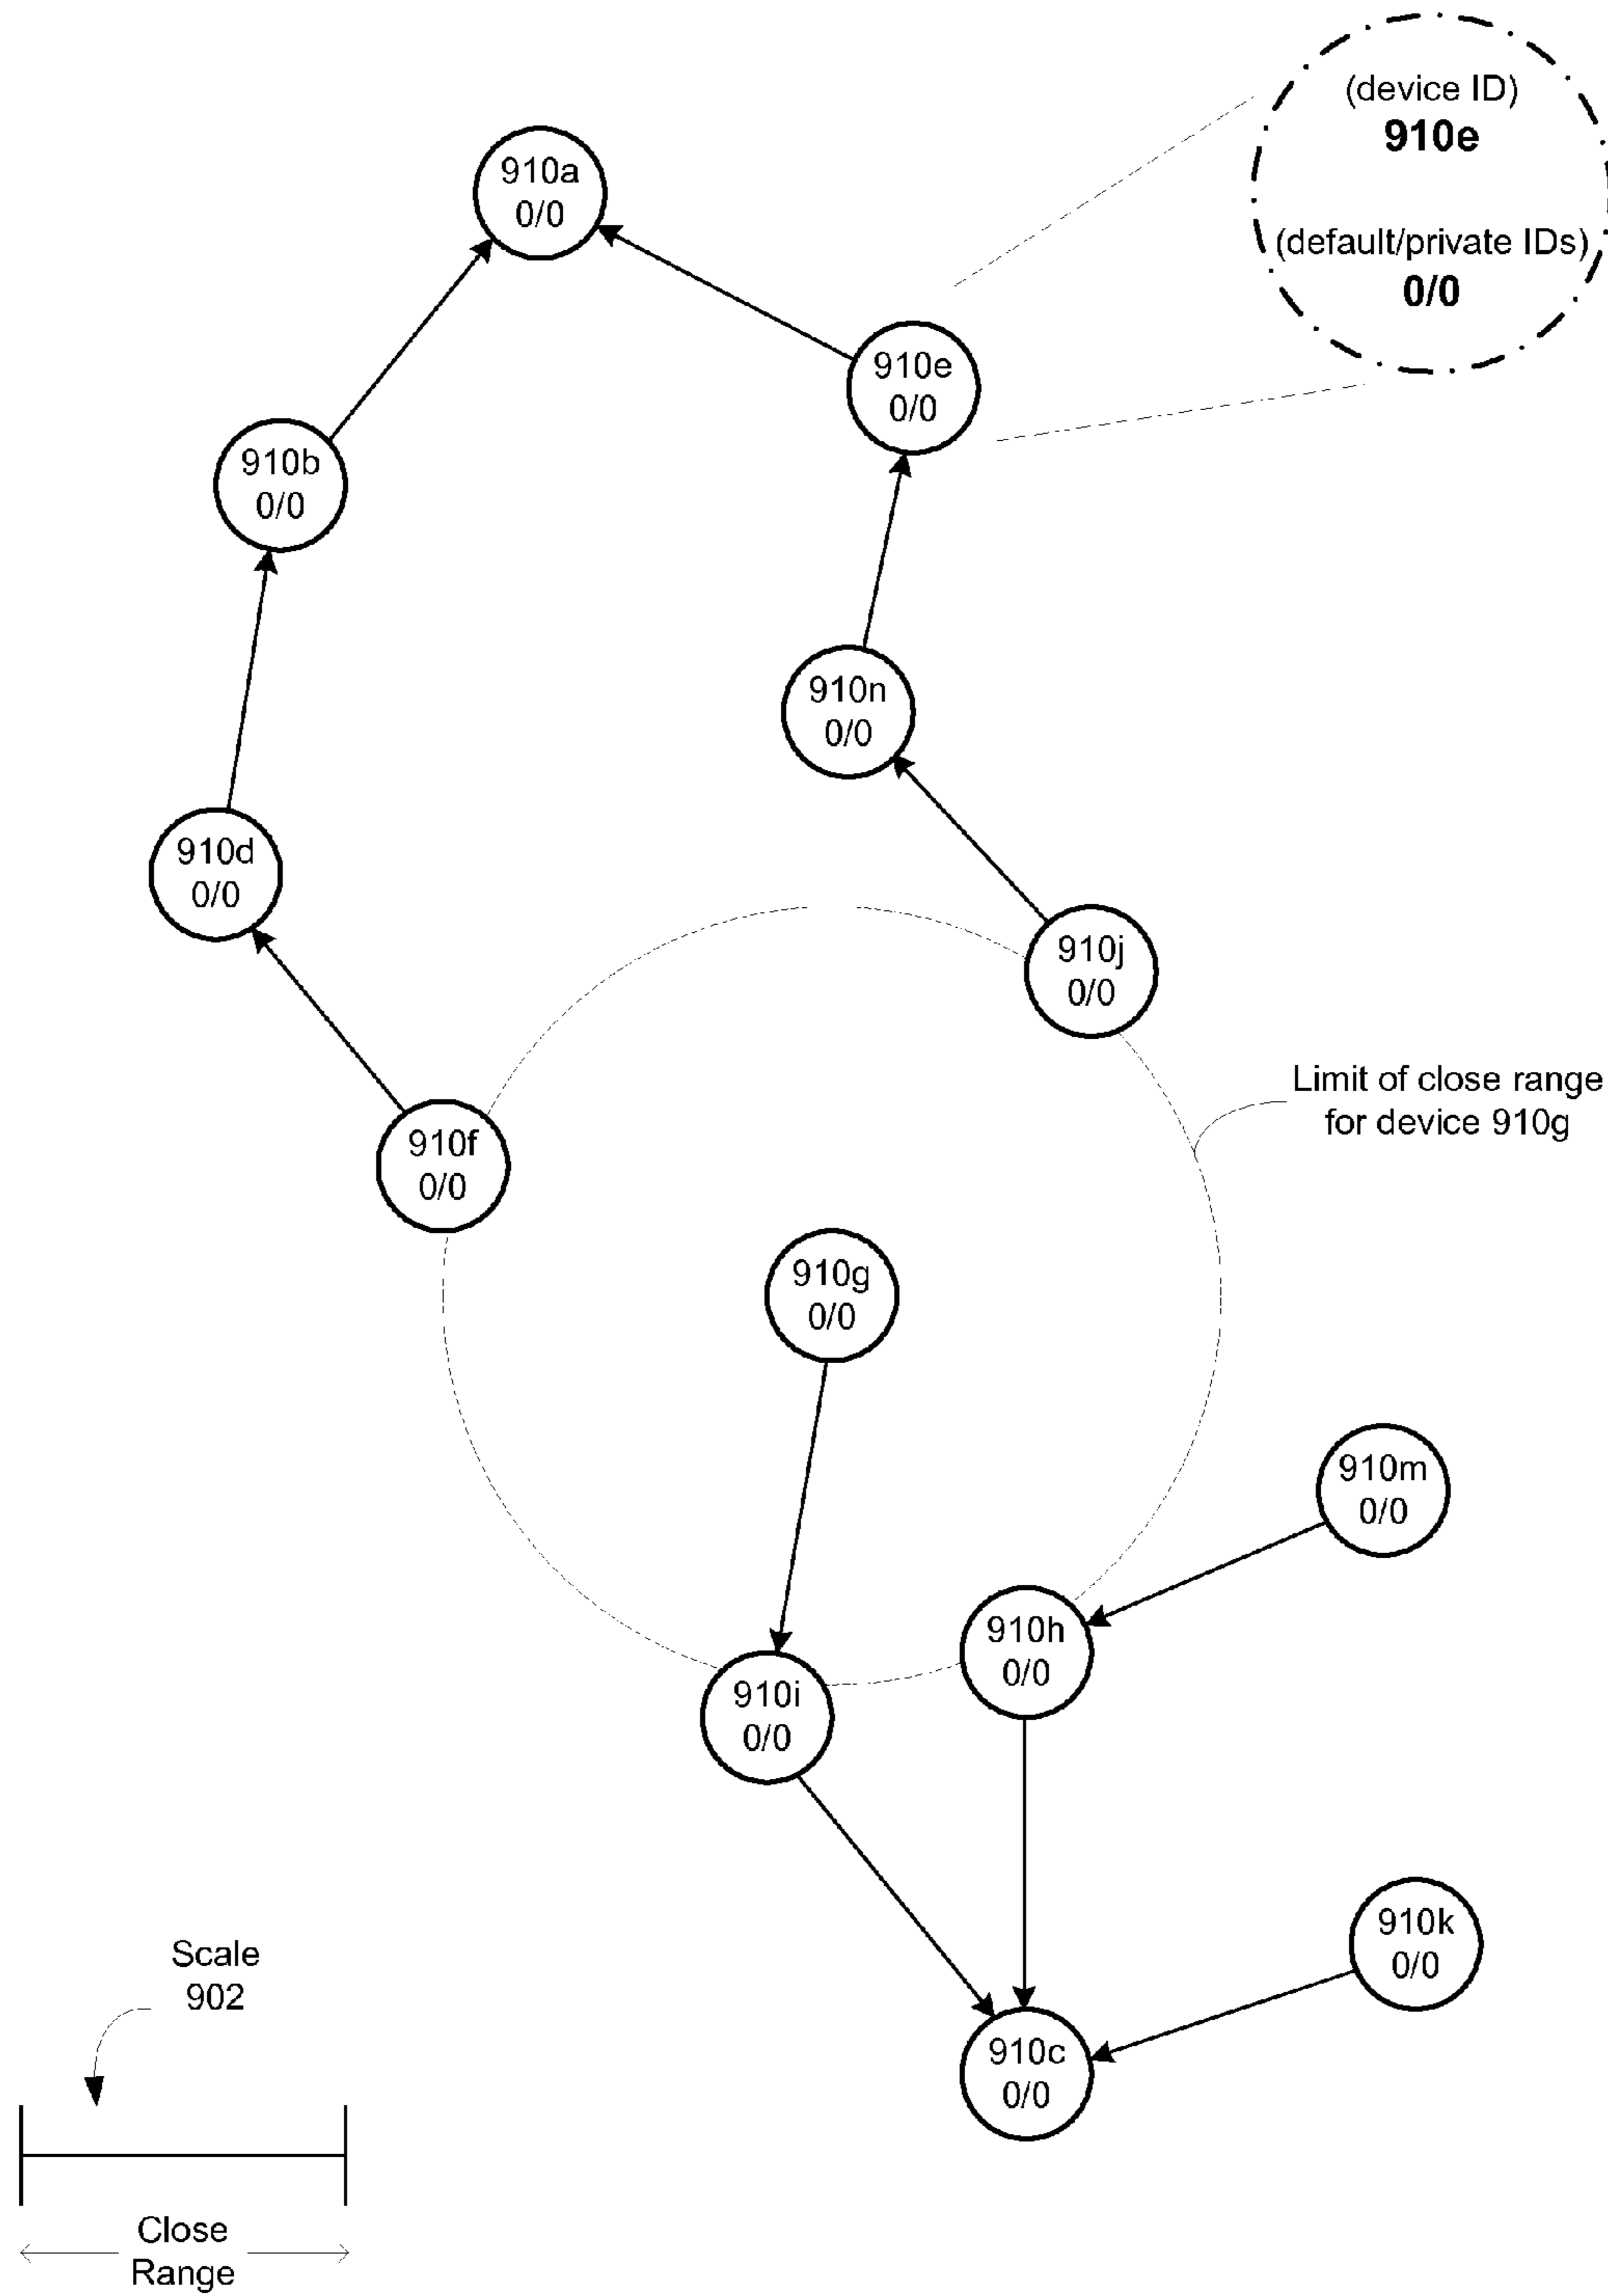 (device ID)
910e
(default/private IDs)
0/0
910a
0/0
910e
0/0
910b
0/0
910n
0/0
910d
0/0
910j
0/0
Limit of close range
for device 910g
910f
0/0
910g
0/0
910m
0/0
910h
0/0
910i
0/0
910k
0/0
Scale
902
910c
0/0
Close
Range